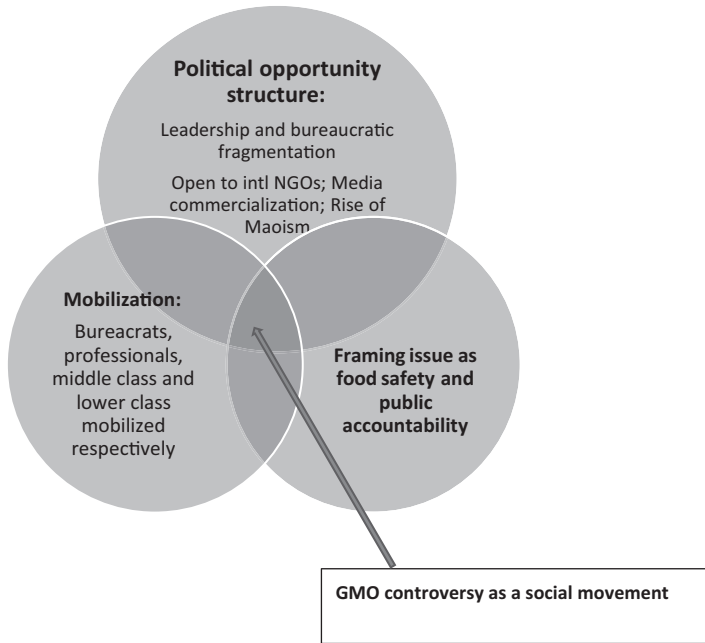 Political opportunity
structure:
Leadership and bureaucratic
fragmentation
Open to intl NGOs; Media
commercialization; Rise of
Maoism
Mobilization:
Bureacrats,
professionals,
middle class and
lower class
mobilized
respectively
Framing issue as
food safety and
public
accountability
GMO controversy as a social movement